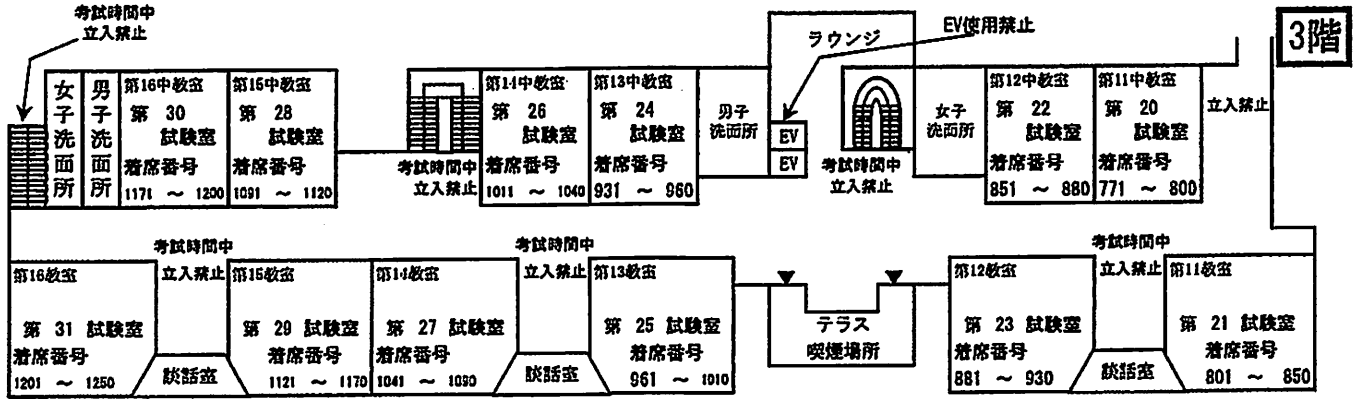 考試時間中
立入禁止
ラウンジ
EV使用禁止
3階
女子洗面所
男子洗面所
第16中教室
第 30
試験室
着席番号
1171 ～ 1200
第15中教室
第 28
試験室
着席番号
1091 ～ 1120
考試時間中
立入禁止
第14中教室
第 26
試験室
着席番号
1011 ～ 1040
第13中教室
第 24
試験室
着席番号
931 ～ 960
男子
洗面所
EV
EV
考試時間中
立入禁止
女子
洗面所
第12中教室
第 22
試験室
着席番号
851 ～ 880
第11中教室
第 20
試験室
着席番号
771 ～ 800
立入禁止
第16教室
第 31 試験室
着席番号
1201 ～ 1250
考試時間中
立入禁止
談話室
第15教室
第 29 試験室
着席番号
1121 ～ 1170
第14教室
第 27 試験室
着席番号
1041 ～ 1090
考試時間中
立入禁止
談話室
第13教室
第 25 試験室
着席番号
961 ～ 1010
テラス
喫煙場所
第12教室
第 23 試験室
着席番号
881 ～ 930
考試時間中
立入禁止
談話室
第11教室
第 21 試験室
着席番号
801 ～ 850